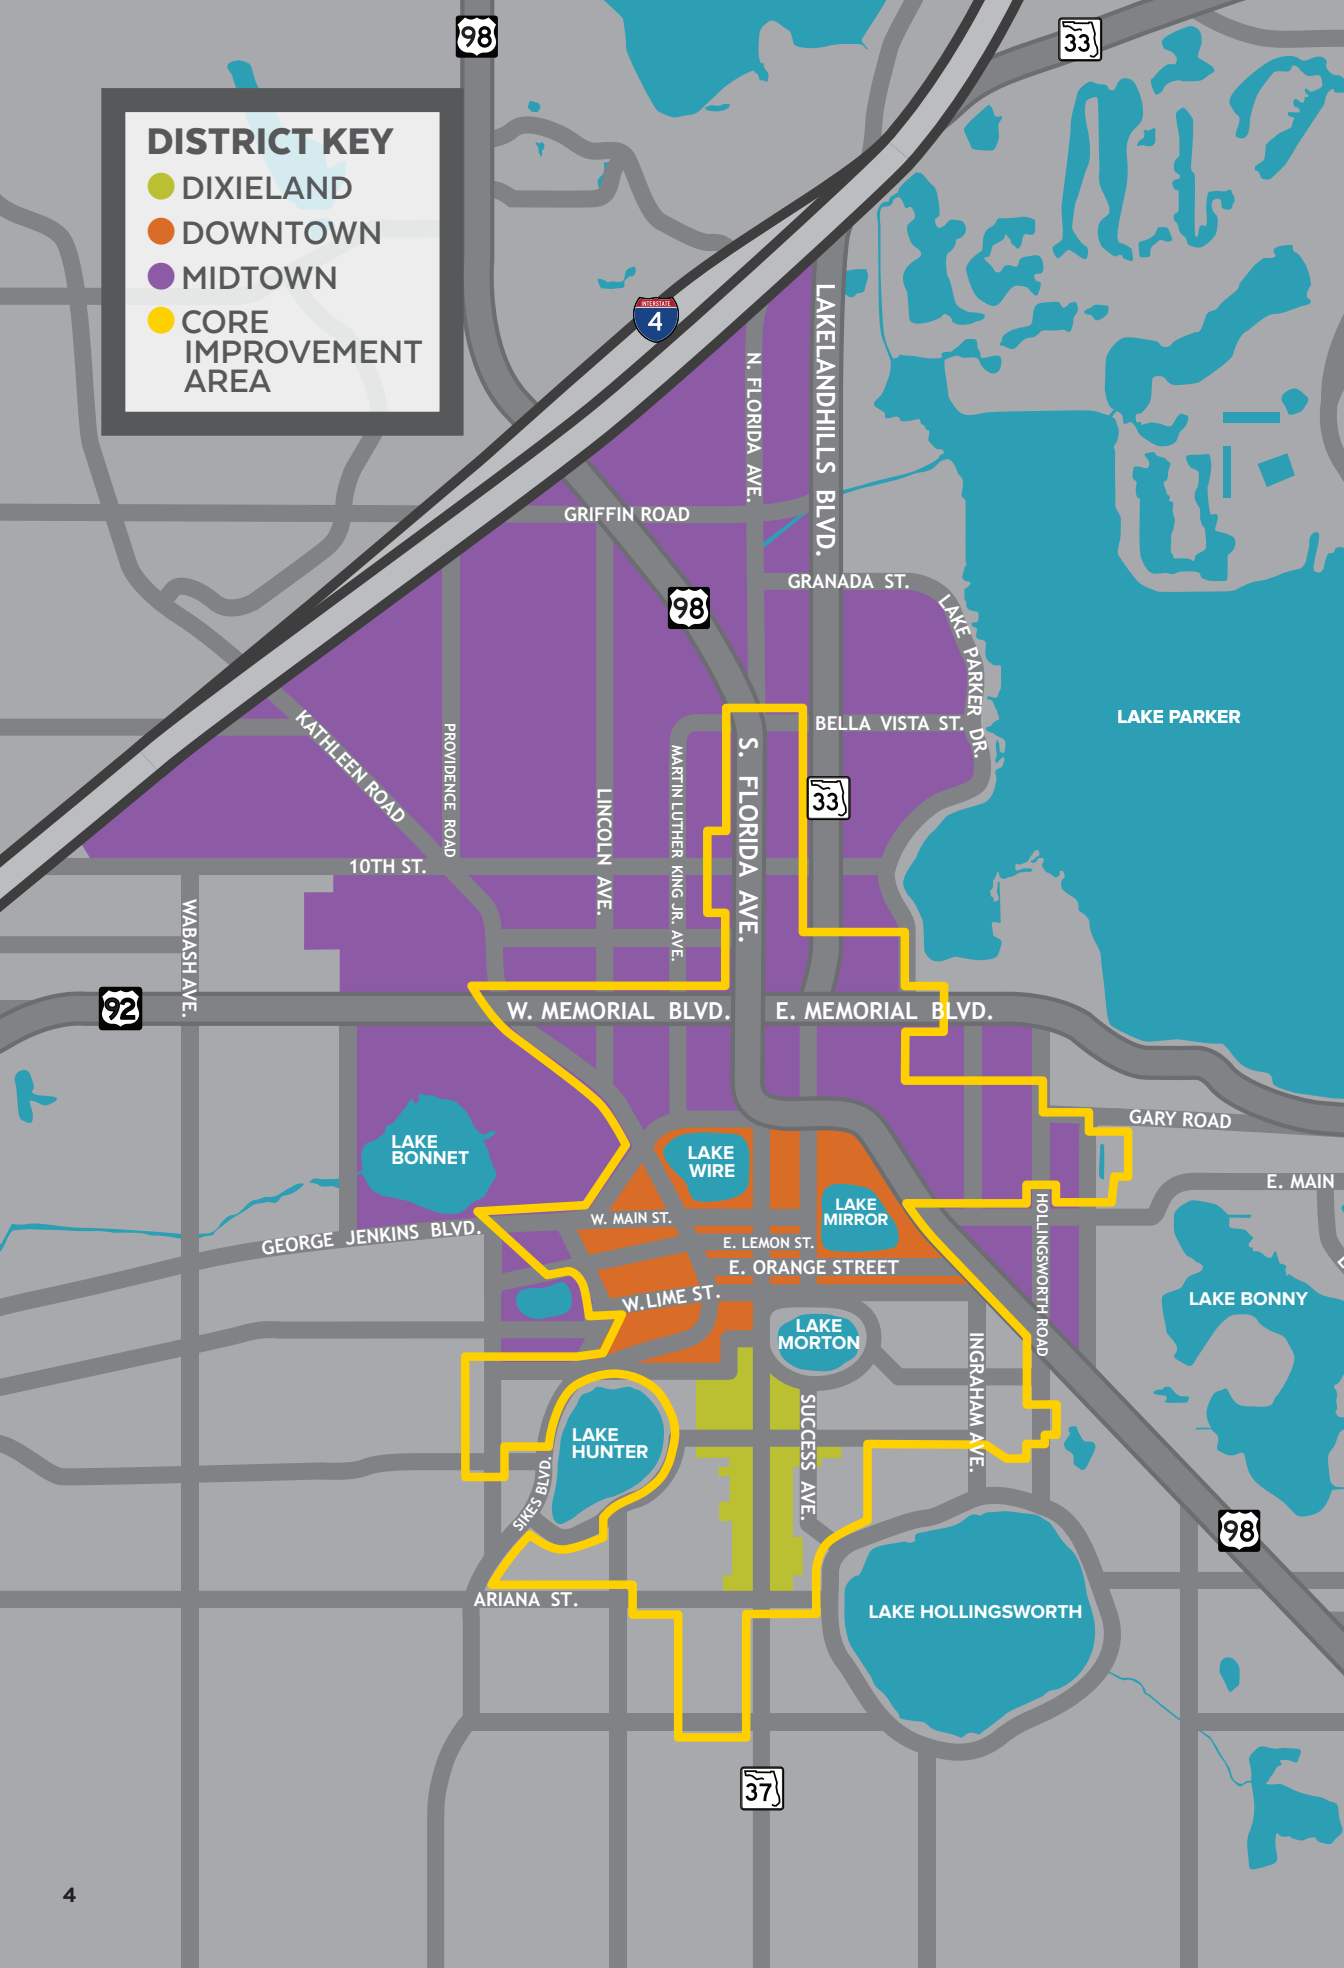 98
33
DISTRICT KEY
DIXIELAND
DOWNTOWN
MIDTOWN
CORE
IMPROVEMENT
AREA
INTERSTATE
4
N. FLORIDA AVE.
LAKELANDHILLS BLVD.
GRIFFIN ROAD
GRANADA ST.
98
LAKE PARKER DR.
LAKE PARKER
BELLA VISTA ST.
KATHLEEN ROAD
PROVIDENCE ROAD
MARTIN LUTHER KING JR. AVE.
S. FLORIDA AVE.
33
LINCOLN AVE.
10TH ST.
WABASH AVE.
92
W. MEMORIAL BLVD.
E. MEMORIAL BLVD.
GARY ROAD
LAKE
BONNET
LAKE
WIRE
E. MAIN
LAKE
MIRROR
W. MAIN ST.
HOLLINGSWORTH ROAD
GEORGE JENKINS BLVD.
E. LEMON ST.
E. ORANGE STREET
W. LIME ST.
LAKE BONNY
LAKE
MORTON
INGRAHAM AVE.
SUCCESS AVE.
LAKE
HUNTER
SIKES BLVD.
98
ARIANA ST.
LAKE HOLLINGSWORTH
37
4